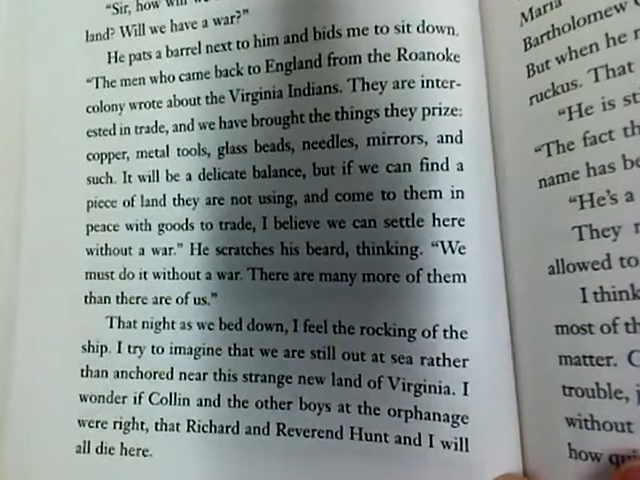 "Sir, how will
land? Will we have a war?"
He pats a barrel next to him and bids me to sit down.
"The men who came back to England from the Roanoke
colony wrote about the Virginia Indians. They are inter-
ested in trade, and we have brought the things they prize:
copper, metal tools, glass beads, needles, mirrors, and
such. It will be a delicate balance, but if we can find a
piece of land they are not using, and come to them in
peace with goods to trade, I believe we can settle here
without a war." He scratches his beard, thinking. "We
must do it without a war. There are many more of them
than there are of us."
That night as we bed down, I feel the rocking of the
ship. I try to imagine that we are still out at sea rather
than anchored near this strange new land of Virginia. I
wonder if Collin and the other boys at the orphanage
were right, that Richard and Reverend Hunt and I will
all die here.
Maria
Bartholomew
But when he
ruckus. That
"He is
"The fact
name has
"He's a
They
allowed to
I think
most of
matter.
trouble,
without
how